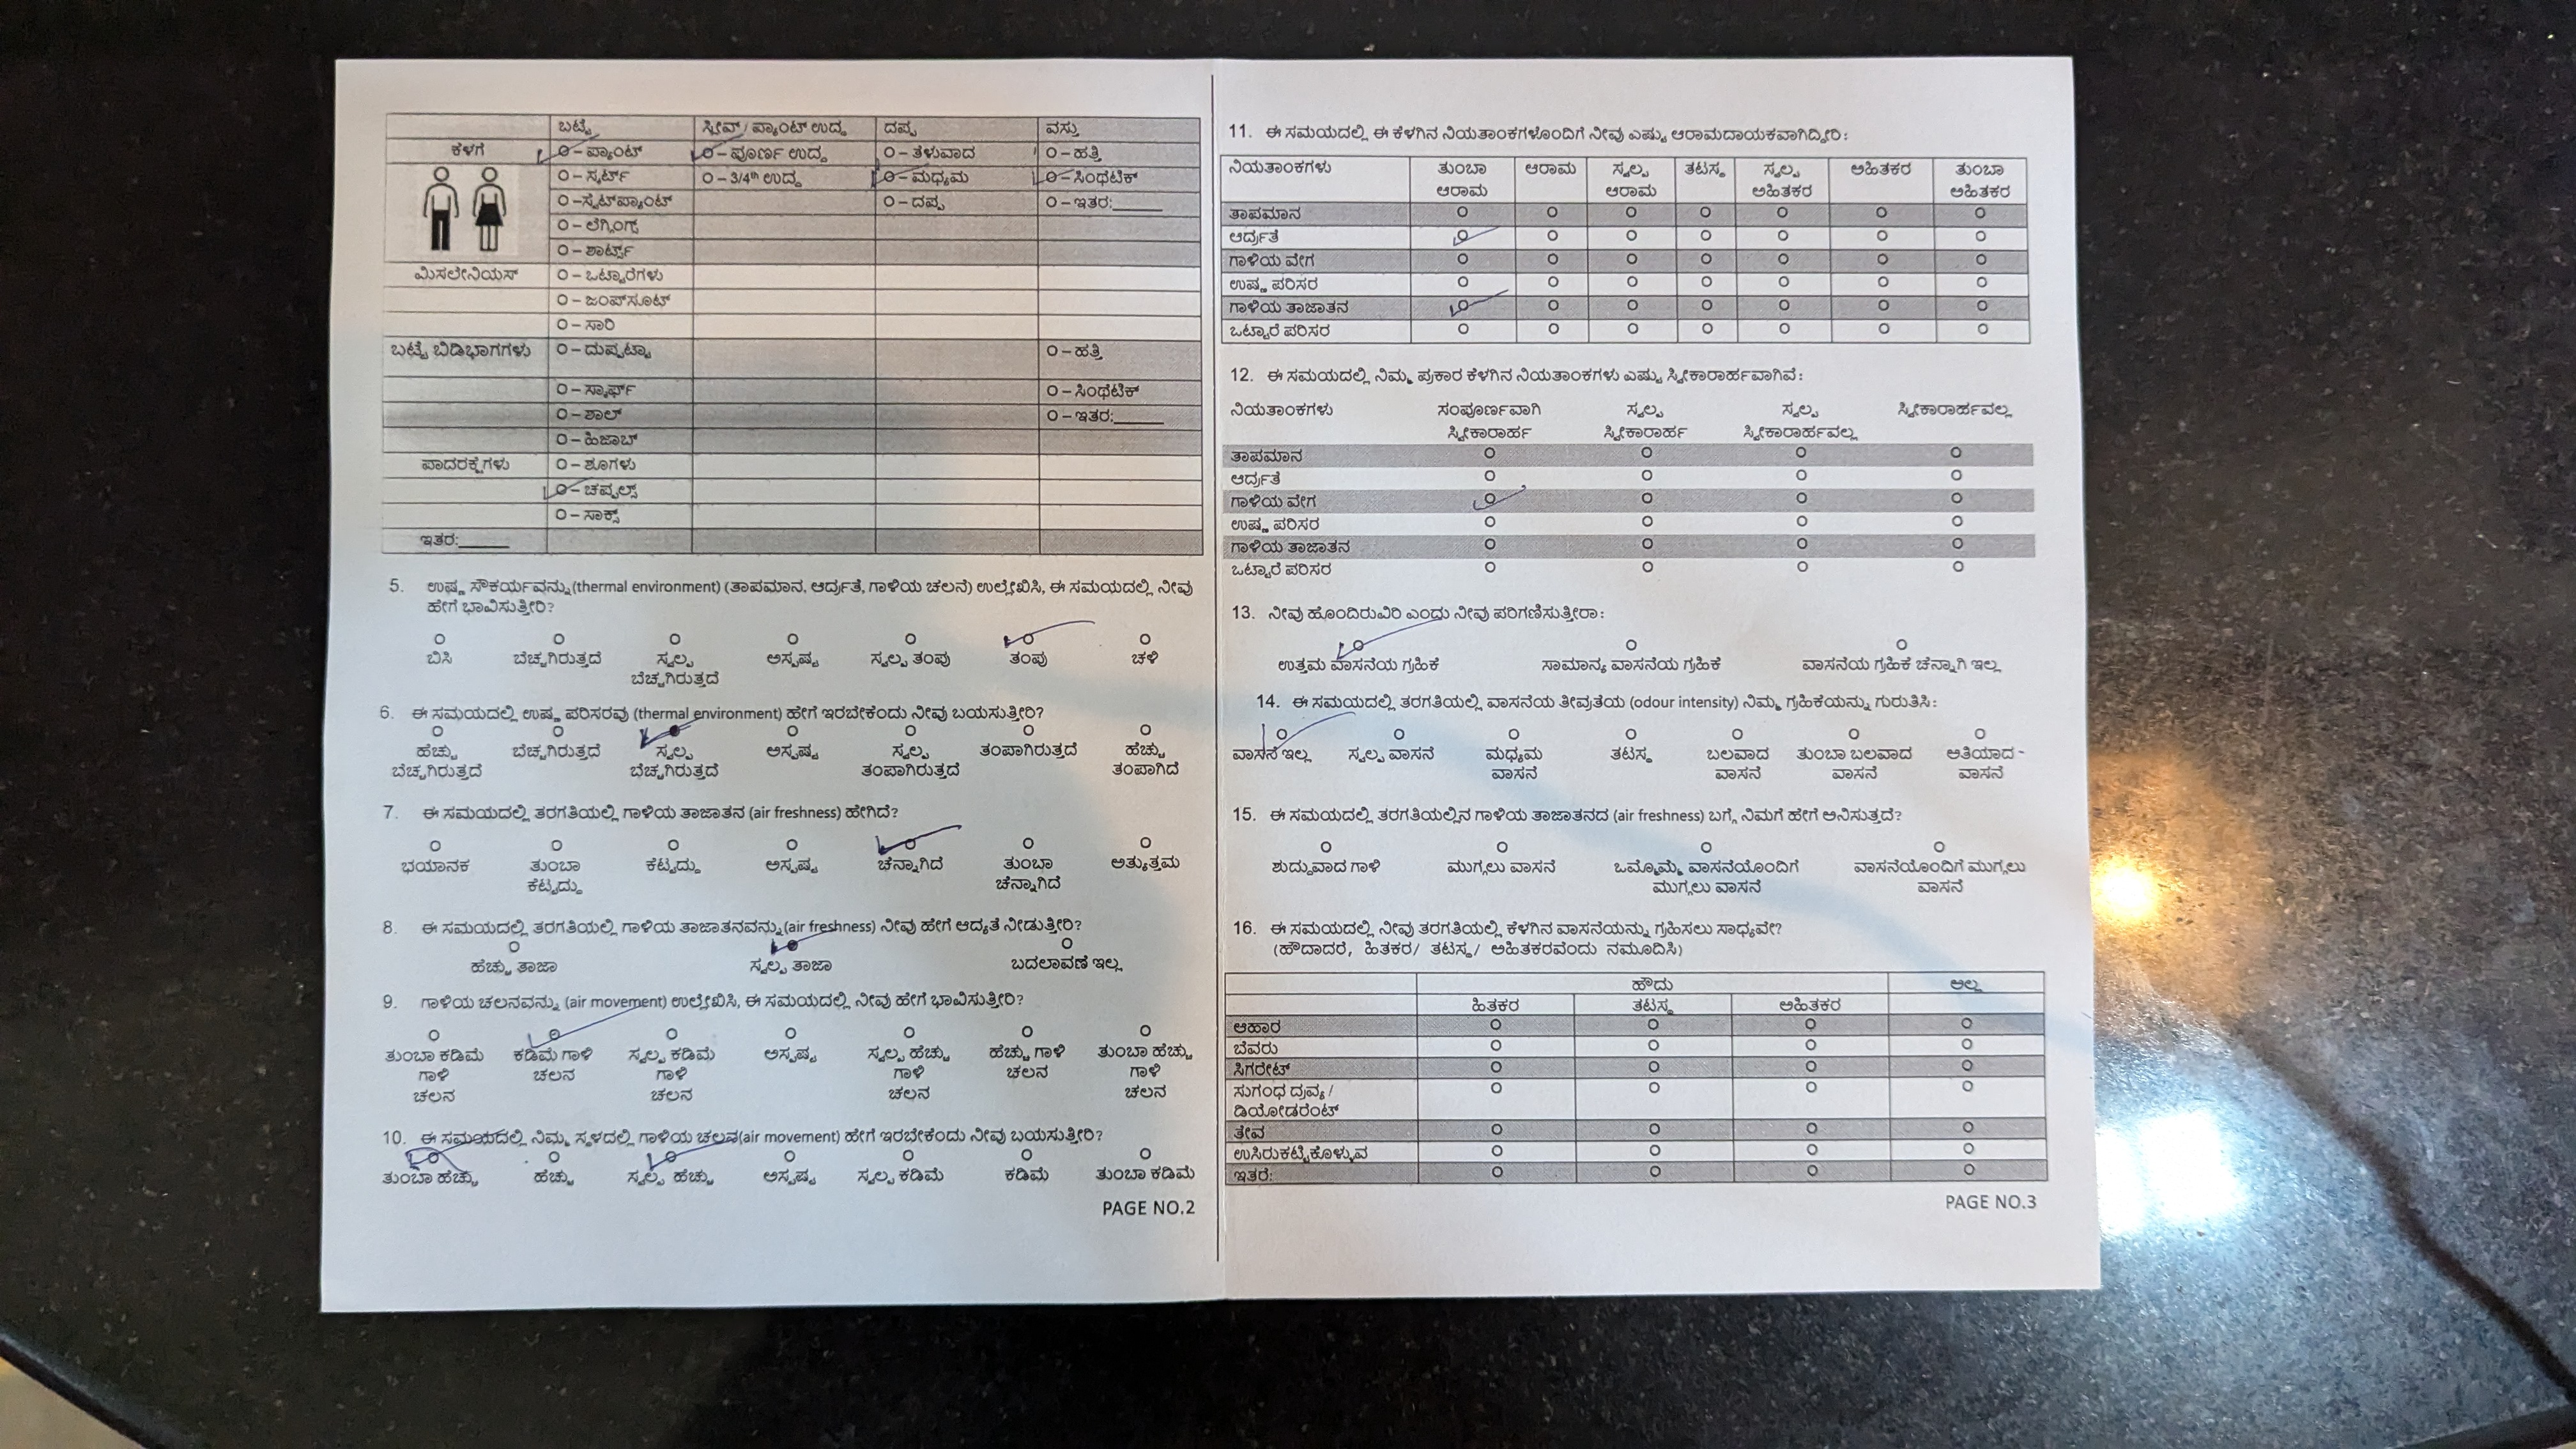 ಬಟ್ಟೆ ಸ್ಲೀವ್ / ಪ್ಯಾಂಟ್ ಉದ್ದ ದಪ್ಪ ವಸ್ತು
ಕೆಳಗೆ O – ಪ್ಯಾಂಟ್ O – ಪೂರ್ಣ ಉದ್ದ O – ತೆಳುವಾದ O – ಹತ್ತಿ
O – ಸ್ಕರ್ಟ್ O – 3/4th ಉದ್ದ O – ಮಧ್ಯಮ O – ಸಿಂಥಟಿಕ್
O –ಸ್ವೆಟ್‌ಪ್ಯಾಂಟ್ O – ದಪ್ಪ O – ಇತರ:______
O – ಲೆಗ್ಗಿಂಗ್ಸ್
O – ಶಾರ್ಟ್ಸ್
ಮಿಸಲೇನಿಯಸ್ O – ಒಟ್ಟಾರೆಗಳು
O – ಜಂಪ್‌ಸೂಟ್
O – ಸಾರಿ
ಬಟ್ಟೆ ಬಿಡಿಭಾಗಗಳು O – ದುಪ್ಪಟ್ಟಾ O – ಹತ್ತಿ
O – ಸ್ಕಾರ್ಫ್ O – ಸಿಂಥಟಿಕ್
O – ಶಾಲ್ O – ಇತರ:______
O – ಹಿಜಾಬ್
ಪಾದರಕ್ಷೆಗಳು O – ಶೂಗಳು
O – ಚಪ್ಪಲ್ಸ್
O – ಸಾಕ್ಸ್
ಇತರ:______
5. ಉಷ್ಣ ಸೌಕರ್ಯವನ್ನು (thermal environment) (ತಾಪಮಾನ, ಆರ್ದ್ರತೆ, ಗಾಳಿಯ ಚಲನೆ) ಉಲ್ಲೇಖಿಸಿ, ಈ ಸಮಯದಲ್ಲಿ ನೀವು
ಹೇಗೆ ಭಾವಿಸುತ್ತೀರಿ?
ಬಿಸಿ ಬೆಚ್ಚಗಿರುತ್ತದೆ ಸ್ವಲ್ಪ ಅಸ್ಪಷ್ಟ ಸ್ವಲ್ಪ ತಂಪು ತಂಪು ಚಳಿ
ಬೆಚ್ಚಗಿರುತ್ತದೆ
6. ಈ ಸಮಯದಲ್ಲಿ ಉಷ್ಣ ಪರಿಸರವು (thermal environment) ಹೇಗೆ ಇರಬೇಕೆಂದು ನೀವು ಬಯಸುತ್ತೀರಿ?
ಹೆಚ್ಚು ಬೆಚ್ಚಗಿರುತ್ತದೆ ಸ್ವಲ್ಪ ಅಸ್ಪಷ್ಟ ಸ್ವಲ್ಪ ತಂಪಾಗಿರುತ್ತದೆ ಹೆಚ್ಚು
ಬೆಚ್ಚಗಿರುತ್ತದೆ ಬೆಚ್ಚಗಿರುತ್ತದೆ ತಂಪಾಗಿರುತ್ತದೆ ತಂಪಾಗಿದೆ
7. ಈ ಸಮಯದಲ್ಲಿ ತರಗತಿಯಲ್ಲಿ ಗಾಳಿಯ ತಾಜಾತನ (air freshness) ಹೇಗಿದೆ?
ಭಯಾನಕ ತುಂಬಾ ಕೆಟ್ಟದ್ದು ಅಸ್ಪಷ್ಟ ಚೆನ್ನಾಗಿದೆ ತುಂಬಾ ಅತ್ಯುತ್ತಮ
ಕೆಟ್ಟದ್ದು ಚೆನ್ನಾಗಿದೆ
8. ಈ ಸಮಯದಲ್ಲಿ ತರಗತಿಯಲ್ಲಿ ಗಾಳಿಯ ತಾಜಾತನವನ್ನು (air freshness) ನೀವು ಹೇಗೆ ಆದ್ಯತೆ ನೀಡುತ್ತೀರಿ?
ಹೆಚ್ಚು ತಾಜಾ ಸ್ವಲ್ಪ ತಾಜಾ ಬದಲಾವಣೆ ಇಲ್ಲ
9. ಗಾಳಿಯ ಚಲನವನ್ನು (air movement) ಉಲ್ಲೇಖಿಸಿ, ಈ ಸಮಯದಲ್ಲಿ ನೀವು ಹೇಗೆ ಭಾವಿಸುತ್ತೀರಿ?
ತುಂಬಾ ಕಡಿಮೆ ಕಡಿಮೆ ಗಾಳಿ ಸ್ವಲ್ಪ ಕಡಿಮೆ ಅಸ್ಪಷ್ಟ ಸ್ವಲ್ಪ ಹೆಚ್ಚು ಹೆಚ್ಚು ಗಾಳಿ ತುಂಬಾ ಹೆಚ್ಚು
ಗಾಳಿ ಚಲನ ಗಾಳಿ ಗಾಳಿ ಚಲನ ಗಾಳಿ
ಚಲನ ಚಲನ ಚಲನ ಚಲನ
10. ಈ ಸಮಯದಲ್ಲಿ ನಿಮ್ಮ ಸ್ಥಳದಲ್ಲಿ ಗಾಳಿಯ ಚಲನ(air movement) ಹೇಗೆ ಇರಬೇಕೆಂದು ನೀವು ಬಯಸುತ್ತೀರಿ?
ತುಂಬಾ ಹೆಚ್ಚು ಹೆಚ್ಚು ಸ್ವಲ್ಪ ಹೆಚ್ಚು ಅಸ್ಪಷ್ಟ ಸ್ವಲ್ಪ ಕಡಿಮೆ ಕಡಿಮೆ ತುಂಬಾ ಕಡಿಮೆ
PAGE NO.2
11. ಈ ಸಮಯದಲ್ಲಿ ಈ ಕೆಳಗಿನ ನಿಯತಾಂಕಗಳೊಂದಿಗೆ ನೀವು ಎಷ್ಟು ಆರಾಮದಾಯಕವಾಗಿದ್ದೀರಿ:
ನಿಯತಾಂಕಗಳು ತುಂಬಾ ಆರಾಮ ಸ್ವಲ್ಪ ತಟಸ್ಥ ಸ್ವಲ್ಪ ಅಹಿತಕರ ತುಂಬಾ
ಆರಾಮ ಆರಾಮ ಅಹಿತಕರ ಅಹಿತಕರ
ತಾಪಮಾನ
ಆರ್ದ್ರತೆ
ಗಾಳಿಯ ವೇಗ
ಉಷ್ಣ ಪರಿಸರ
ಗಾಳಿಯ ತಾಜಾತನ
ಒಟ್ಟಾರೆ ಪರಿಸರ
12. ಈ ಸಮಯದಲ್ಲಿ ನಿಮ್ಮ ಪ್ರಕಾರ ಕೆಳಗಿನ ನಿಯತಾಂಕಗಳು ಎಷ್ಟು ಸ್ವೀಕಾರಾರ್ಹವಾಗಿವೆ:
ನಿಯತಾಂಕಗಳು ಸಂಪೂರ್ಣವಾಗಿ ಸ್ವಲ್ಪ ಸ್ವಲ್ಪ ಸ್ವೀಕಾರಾರ್ಹವಲ್ಲ
ಸ್ವೀಕಾರಾರ್ಹ ಸ್ವೀಕಾರಾರ್ಹ ಸ್ವೀಕಾರಾರ್ಹವಲ್ಲ
ತಾಪಮಾನ
ಆರ್ದ್ರತೆ
ಗಾಳಿಯ ವೇಗ
ಉಷ್ಣ ಪರಿಸರ
ಗಾಳಿಯ ತಾಜಾತನ
ಒಟ್ಟಾರೆ ಪರಿಸರ
13. ನೀವು ಹೊಂದಿರುವಿರಿ ಎಂದು ನೀವು ಪರಿಗಣಿಸುತ್ತೀರಾ:
ಉತ್ತಮ ವಾಸನೆಯ ಗ್ರಹಿಕೆ ಸಾಮಾನ್ಯ ವಾಸನೆಯ ಗ್ರಹಿಕೆ ವಾಸನೆಯ ಗ್ರಹಿಕೆ ಚೆನ್ನಾಗಿ ಇಲ್ಲ
14. ಈ ಸಮಯದಲ್ಲಿ ತರಗತಿಯಲ್ಲಿ ವಾಸನೆಯ ತೀವ್ರತೆಯ (odour intensity) ನಿಮ್ಮ ಗ್ರಹಿಕೆಯನ್ನು ಗುರುತಿಸಿ:
ವಾಸನೆ ಇಲ್ಲ ಸ್ವಲ್ಪ ವಾಸನೆ ಮಧ್ಯಮ ತಟಸ್ಥ ಬಲವಾದ ತುಂಬಾ ಬಲವಾದ ಅತಿಯಾದ -
ವಾಸನೆ ವಾಸನೆ ವಾಸನೆ ವಾಸನೆ
15. ಈ ಸಮಯದಲ್ಲಿ ತರಗತಿಯಲ್ಲಿನ ಗಾಳಿಯ ತಾಜಾತನದ (air freshness) ಬಗ್ಗೆ ನಿಮಗೆ ಹೇಗೆ ಅನಿಸುತ್ತದೆ?
ಶುದ್ಧವಾದ ಗಾಳಿ ಮುಗ್ಗಲು ವಾಸನೆ ಒಮ್ಮೊಮ್ಮೆ ವಾಸನೆಯೊಂದಿಗೆ ವಾಸನೆಯೊಂದಿಗೆ ಮುಗ್ಗಲು
ಮುಗ್ಗಲು ವಾಸನೆ ವಾಸನೆ
16. ಈ ಸಮಯದಲ್ಲಿ ನೀವು ತರಗತಿಯಲ್ಲಿ ಕೆಳಗಿನ ವಾಸನೆಯನ್ನು ಗ್ರಹಿಸಲು ಸಾಧ್ಯವೇ?
(ಹೌದಾದರೆ, ಹಿತಕರ/ ತಟಸ್ಥ/ ಅಹಿತಕರವೆಂದು ನಮೂದಿಸಿ)
ಹೌದು ಅಲ್ಲ
ಹಿತಕರ ತಟಸ್ಥ ಅಹಿತಕರ
ಆಹಾರ
ಬೆವರು
ಸಿಗರೇಟ್
ಸುಗಂಧ ದ್ರವ್ಯ /
ಡಿಯೋಡರೆಂಟ್
ತೇವ
ಉಸಿರುಕಟ್ಟಿಕೊಳ್ಳುವ
ಇತರೆ:
PAGE NO.3